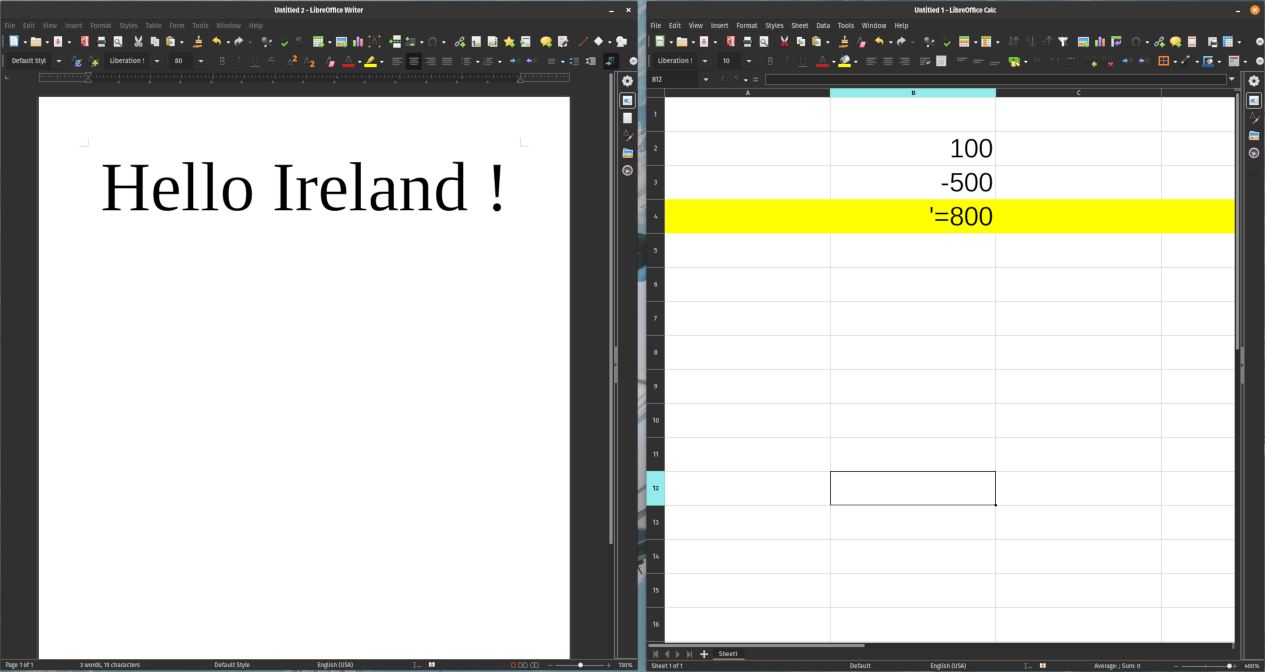 Untitled 2 - LibreOffice Writer
File Edit View Insert Format Styles Table Form Tools Window Help
Default Styl Liberation S 80
Hello Ireland !
Page 1 of 1 3 words, 15 characters Default Style English (USA) 130%
Untitled 1 - LibreOffice Calc
File Edit View Insert Format Styles Sheet Data Tools Window Help
Liberation S 10
B12
A B C
1
2 100
3 -500
4 '=800
5
6
7
8
9
10
11
12
13
14
15
16
Sheet1
Sheet 1 of 1 Default English (USA) Average: ; Sum: 0 400%